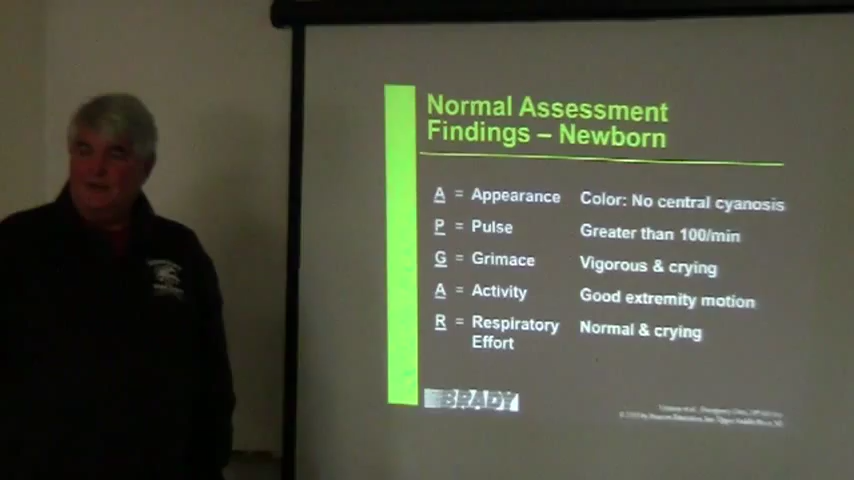 Normal Assessment
Findings – Newborn
A = Appearance Color: No central cyanosis
P = Pulse Greater than 100/min
G = Grimace Vigorous & crying
A = Activity Good extremity motion
R = Respiratory Normal & crying
Effort
BRADY